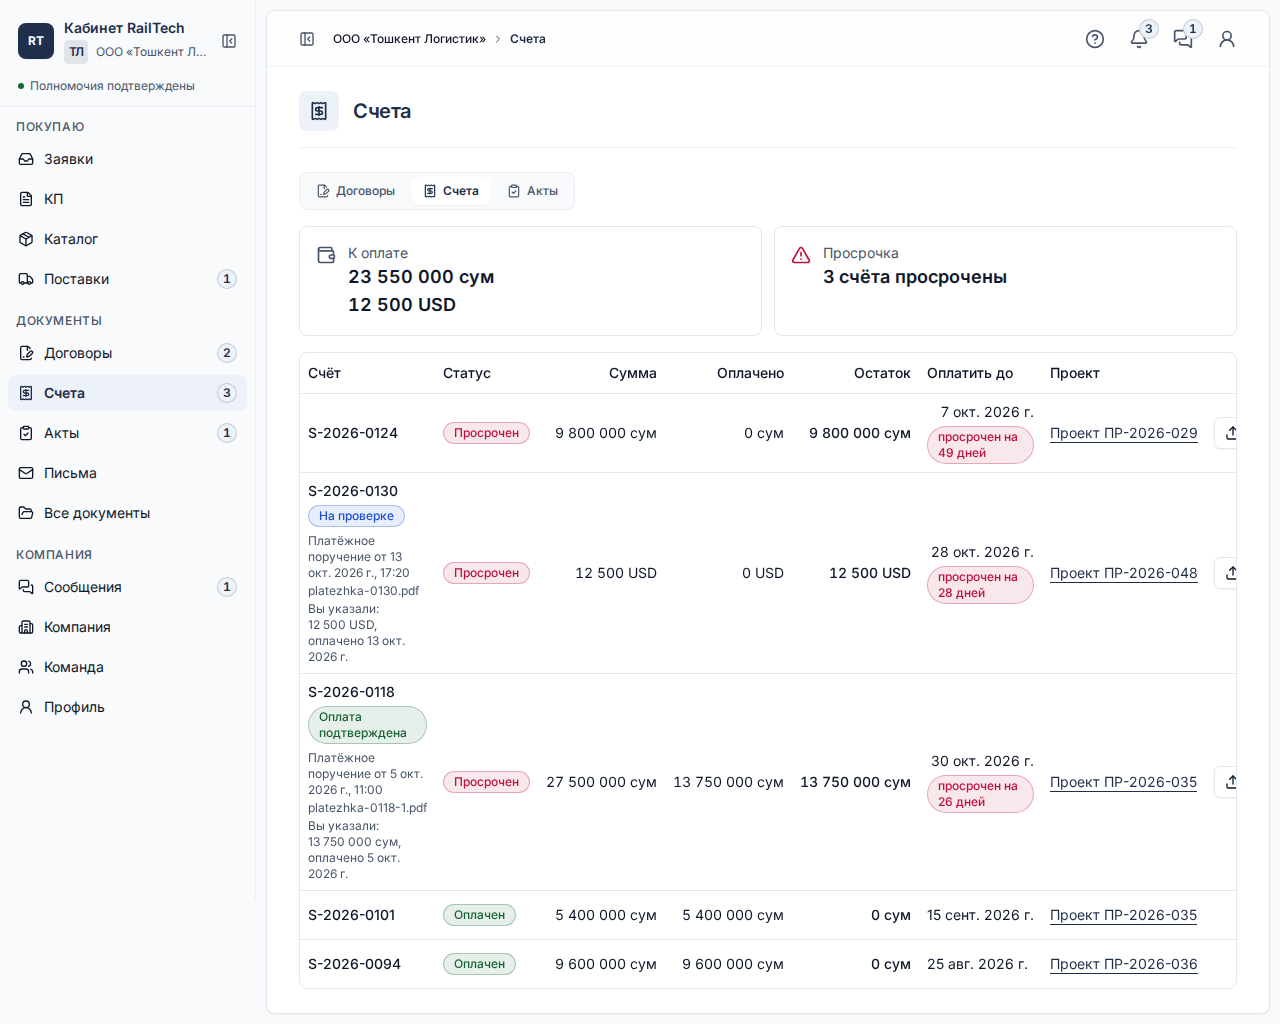 RT
Кабинет RailTech
ТЛ ООО «Тошкент Л...
Полномочия подтверждены
ПОКУПАЮ
Заявки
КП
Каталог
Поставки 1
ДОКУМЕНТЫ
Договоры 2
Счета 3
Акты 1
Письма
Все документы
КОМПАНИЯ
Сообщения 1
Компания
Команда
Профиль
ООО «Тошкент Логистик» > Счета
3 1
Счета
Договоры Счета Акты
К оплате
23 550 000 сум
12 500 USD
Просрочка
3 счёта просрочены
Счёт Статус Сумма Оплачено Остаток Оплатить до Проект
S-2026-0124 Просрочен 9 800 000 сум 0 сум 9 800 000 сум 7 окт. 2026 г. Проект ПР-2026-029
просрочен на
49 дней
S-2026-0130
На проверке
Платёжное
поручение от 13
окт. 2026 г., 17:20
platezhka-0130.pdf
Вы указали:
12 500 USD,
оплачено 13 окт.
2026 г.
Просрочен 12 500 USD 0 USD 12 500 USD 28 окт. 2026 г. Проект ПР-2026-048
просрочен на
28 дней
S-2026-0118
Оплата
подтверждена
Платёжное
поручение от 5 окт.
2026 г., 11:00
platezhka-0118-1.pdf
Вы указали:
13 750 000 сум,
оплачено 5 окт.
2026 г.
Просрочен 27 500 000 сум 13 750 000 сум 13 750 000 сум 30 окт. 2026 г. Проект ПР-2026-035
просрочен на
26 дней
S-2026-0101 Оплачен 5 400 000 сум 5 400 000 сум 0 сум 15 сент. 2026 г. Проект ПР-2026-035
S-2026-0094 Оплачен 9 600 000 сум 9 600 000 сум 0 сум 25 авг. 2026 г. Проект ПР-2026-036